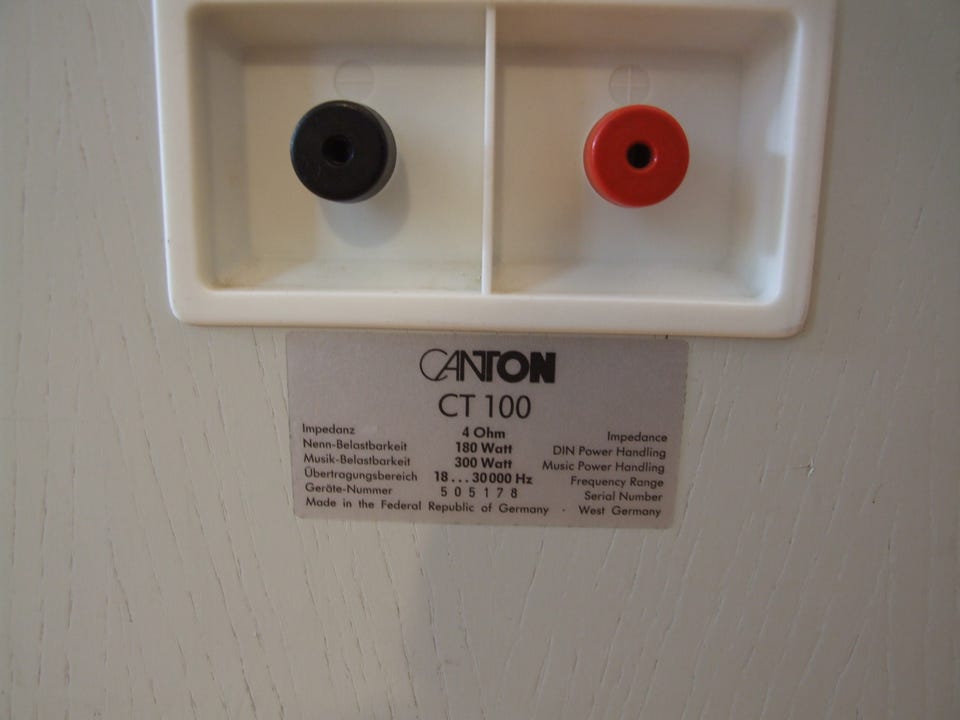 CANTON
CT 100
Impedanz 4 Ohm Impedance
Nenn-Belastbarkeit 180 Watt DIN Power Handling
Musik-Belastbarkeit 300 Watt Music Power Handling
Übertragungsbereich 18...30000 Hz Frequency Range
Geräte-Nummer 505178 Serial Number
Made in the Federal Republic of Germany · West Germany